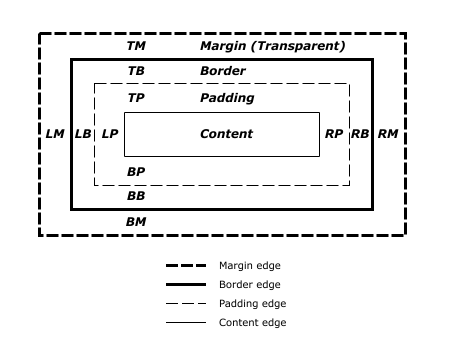 TM Margin (Transparent)
TB Border
TP Padding
LM LB LP Content RP RB RM
BP
BB
BM
Margin edge
Border edge
Padding edge
Content edge